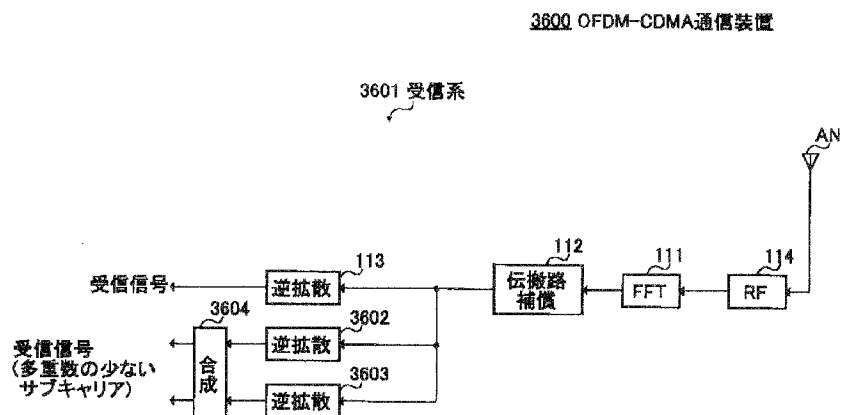 3600 OFDM-CDMA通信装置
3601 受信系
AN
113
112
111
114
受信信号
逆拡散
伝搬路
補償
FFT
RF
3604
3602
受信信号
(多重数の少ない
サブキャリア)
合成
逆拡散
3603
逆拡散